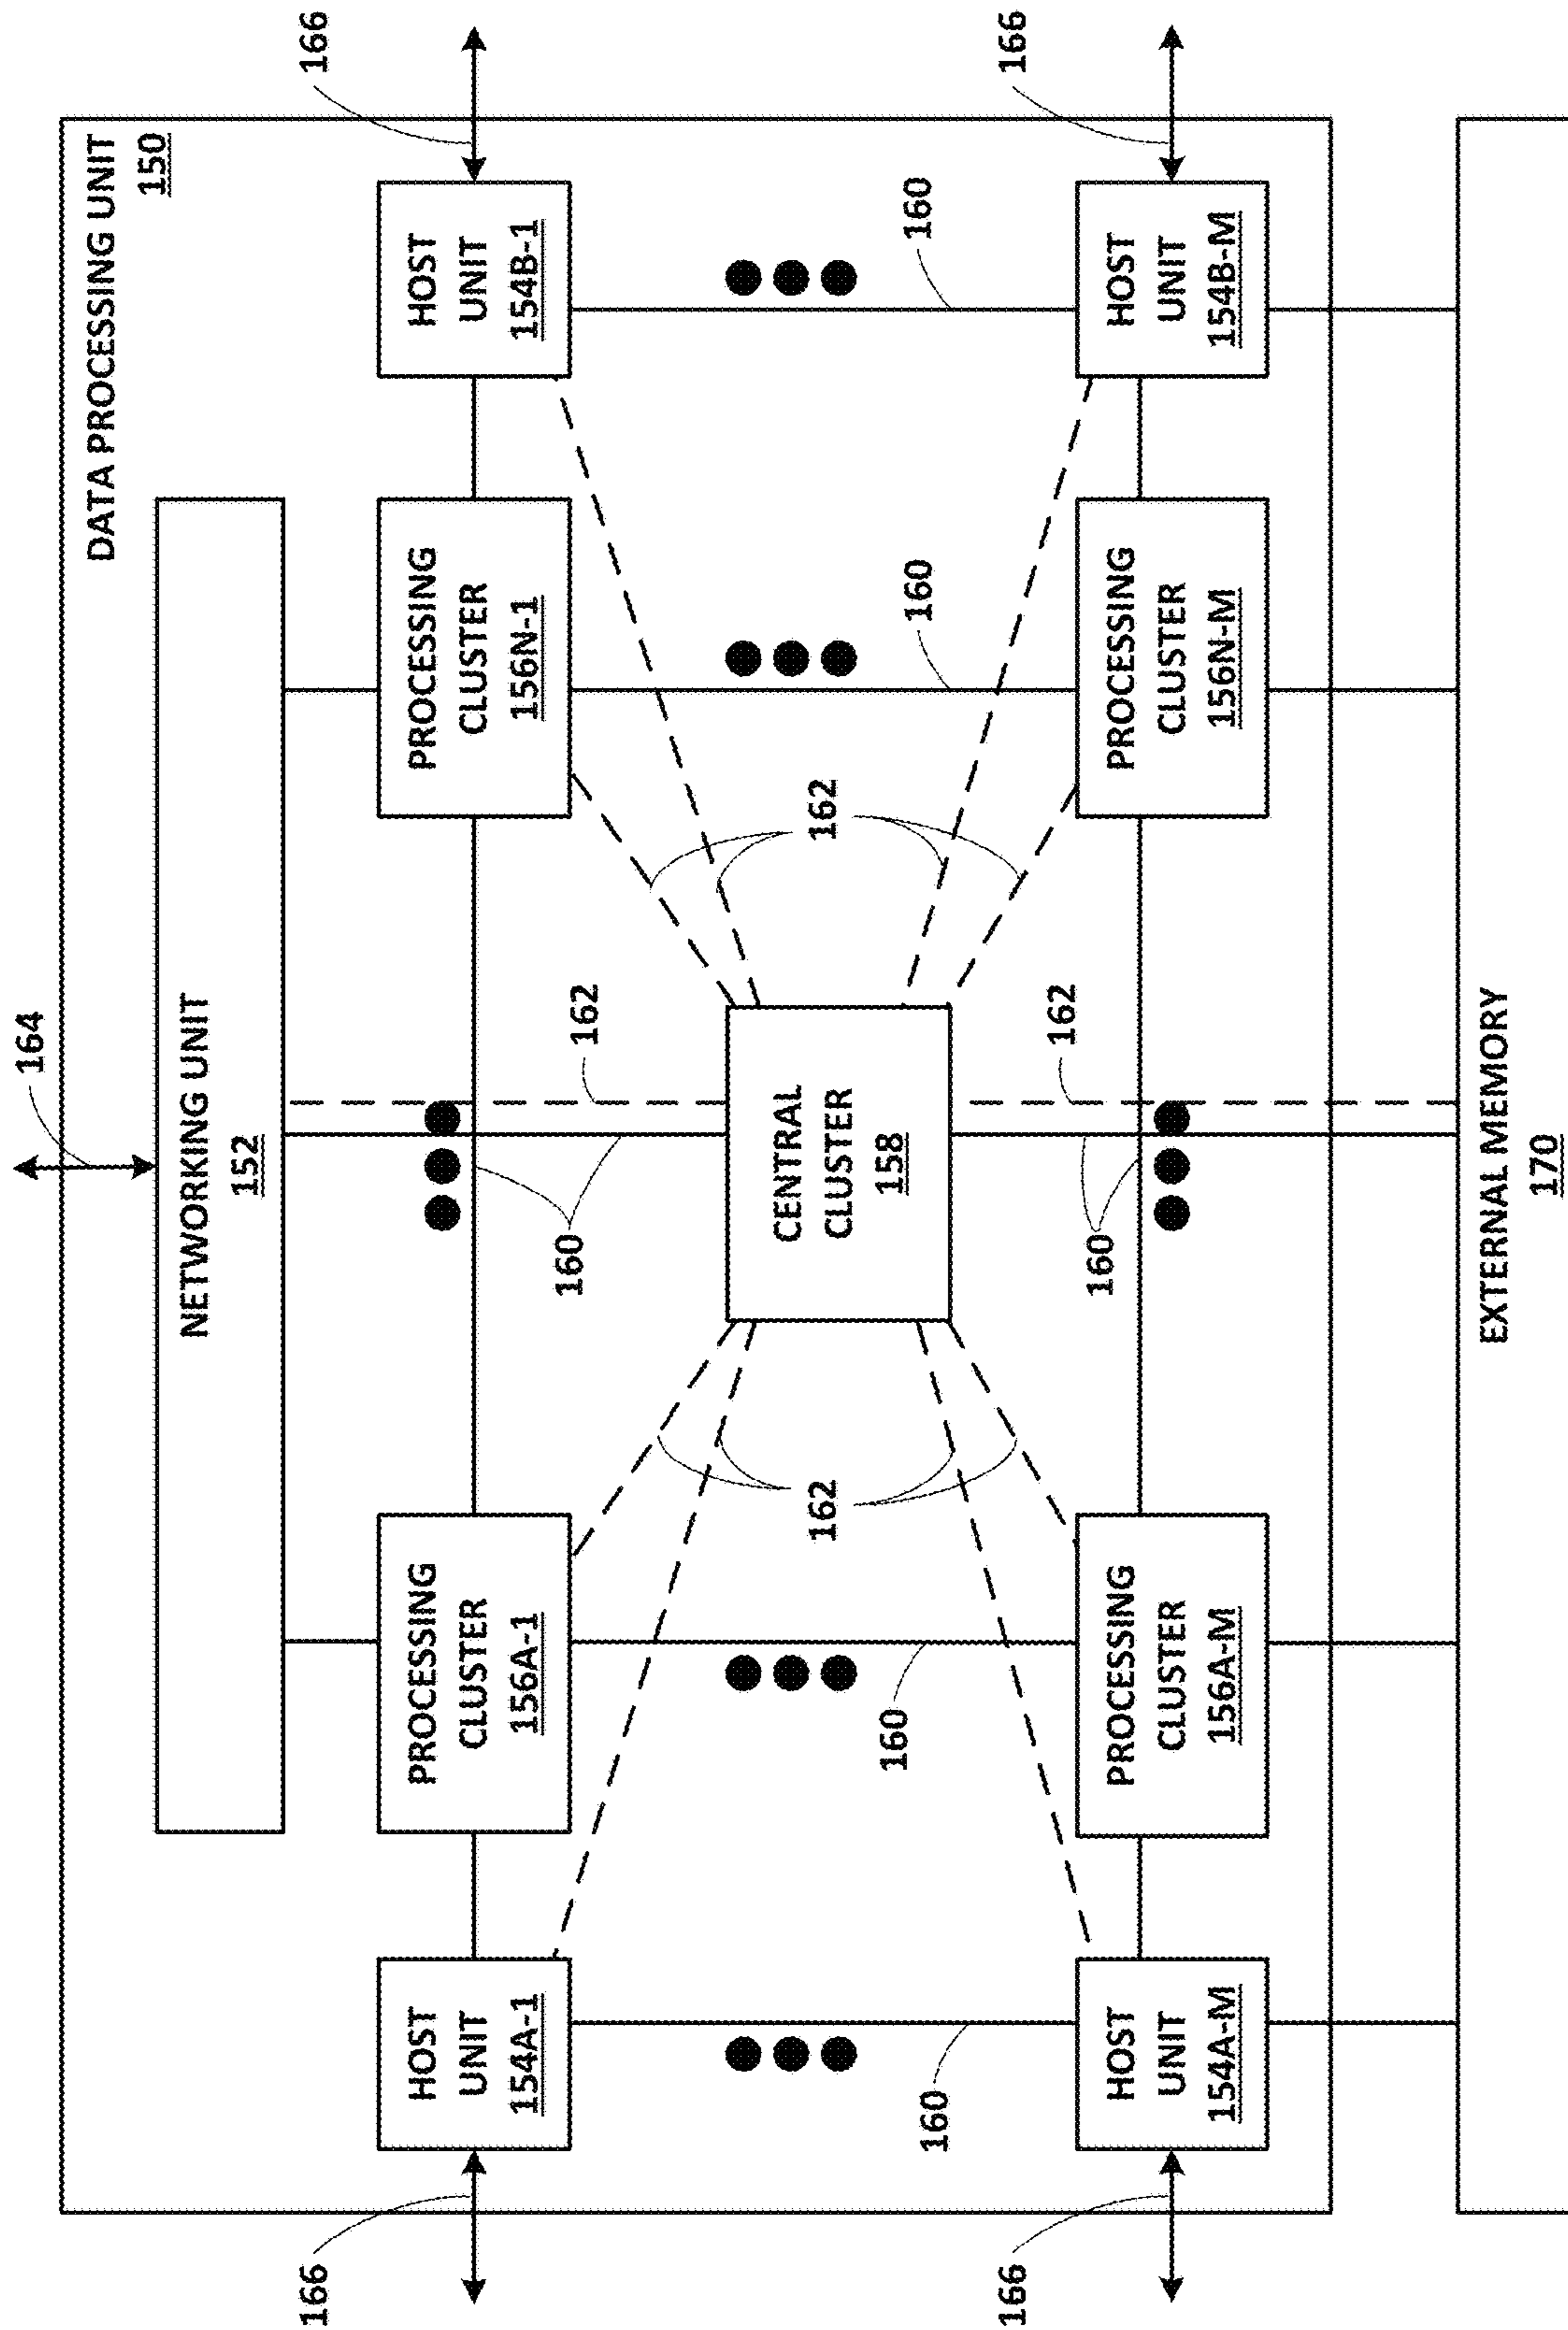 164
DATA PROCESSING UNIT
150
NETWORKING UNIT
152
166
166
HOST
UNIT
154A-1
PROCESSING
CLUSTER
156A-1
PROCESSING
CLUSTER
156N-1
HOST
UNIT
154B-1
160
162
162
162
CENTRAL
CLUSTER
158
160
160
160
160
160
162
166
166
HOST
UNIT
154A-M
PROCESSING
CLUSTER
156A-M
PROCESSING
CLUSTER
156N-M
HOST
UNIT
154B-M
EXTERNAL MEMORY
170